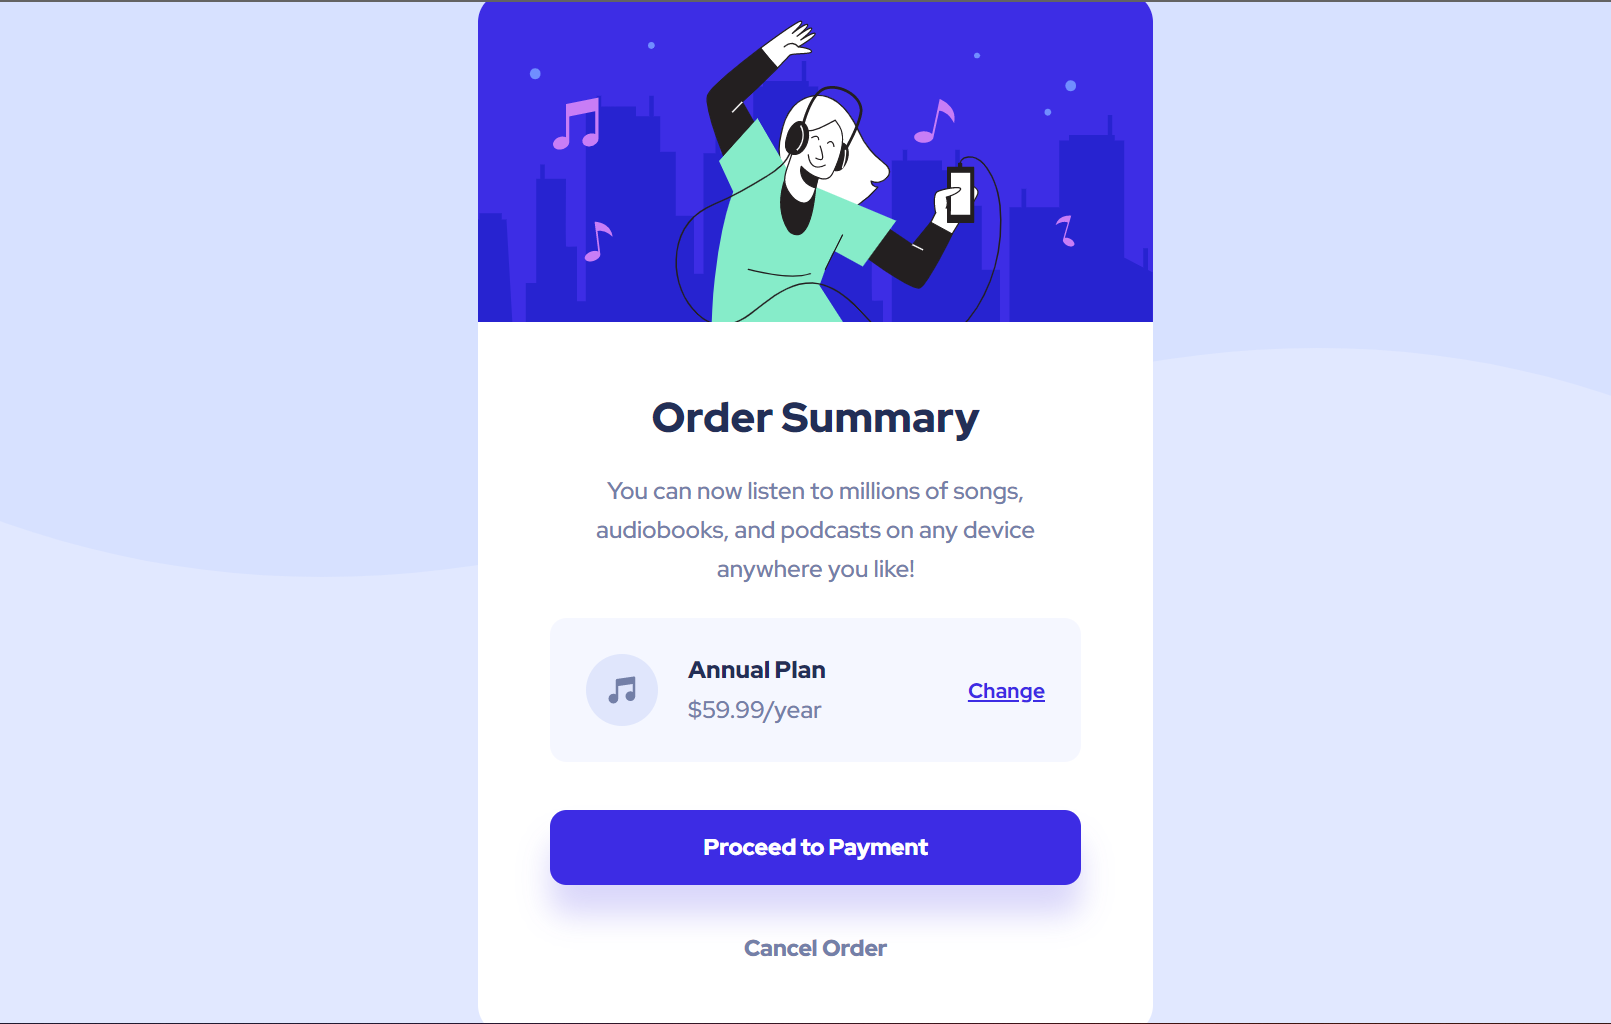 Order Summary
You can now listen to millions of songs,
audiobooks, and podcasts on any device
anywhere you like!
Annual Plan
$59.99/year
Change
Proceed to Payment
Cancel Order